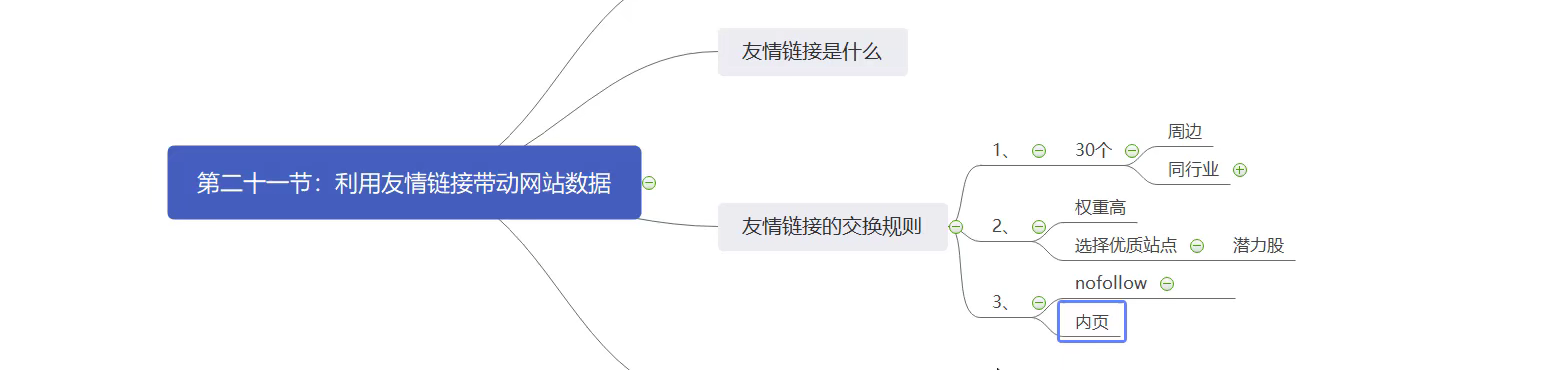 友情链接是什么
第二十一节：利用友情链接带动网站数据
友情链接的交换规则
1、
30个
周边
同行业
2、
权重高
选择优质站点
潜力股
3、
nofollow
内页